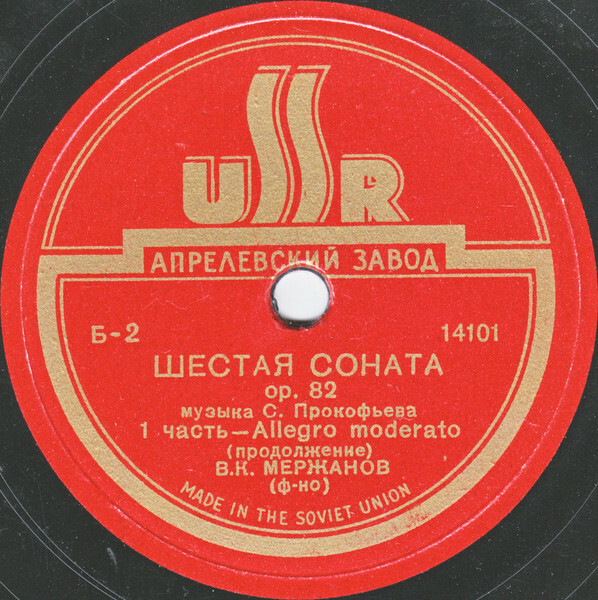 USSR
АПРЕЛЕВСКИЙ ЗАВОД
Б-2 14101
ШЕСТАЯ СОНАТА
ор. 82
музыка С. Прокофьева
1 часть—Allegro moderato
(продолжение)
В.К. МЕРЖАНОВ
(ф-но)
MADE IN THE SOVIET UNION